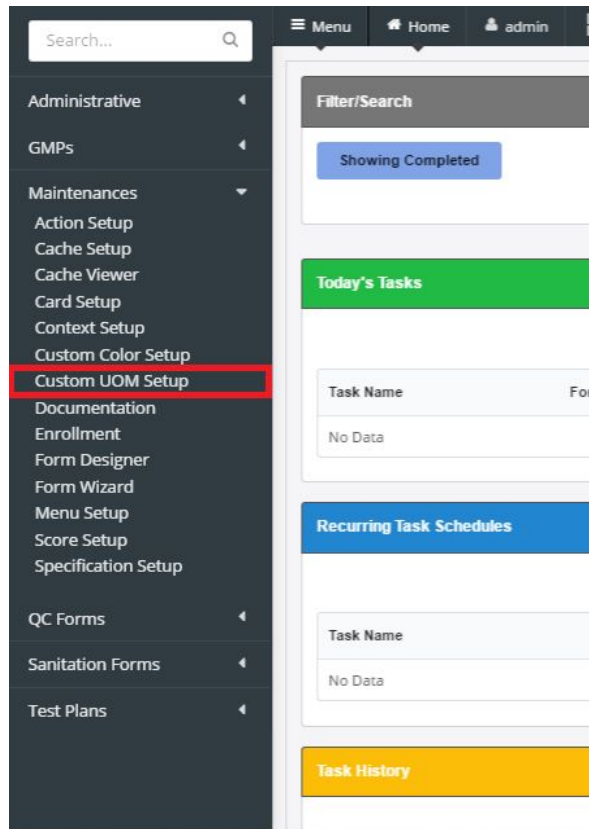 Search...
Menu Home admin
Administrative
GMPs
Maintenances
Action Setup
Cache Setup
Cache Viewer
Card Setup
Context Setup
Custom Color Setup
Custom UOM Setup
Documentation
Enrollment
Form Designer
Form Wizard
Menu Setup
Score Setup
Specification Setup
QC Forms
Sanitation Forms
Test Plans
Filter/Search
Showing Completed
Today's Tasks
Task Name
No Data
Recurring Task Schedules
Task Name
No Data
Task History